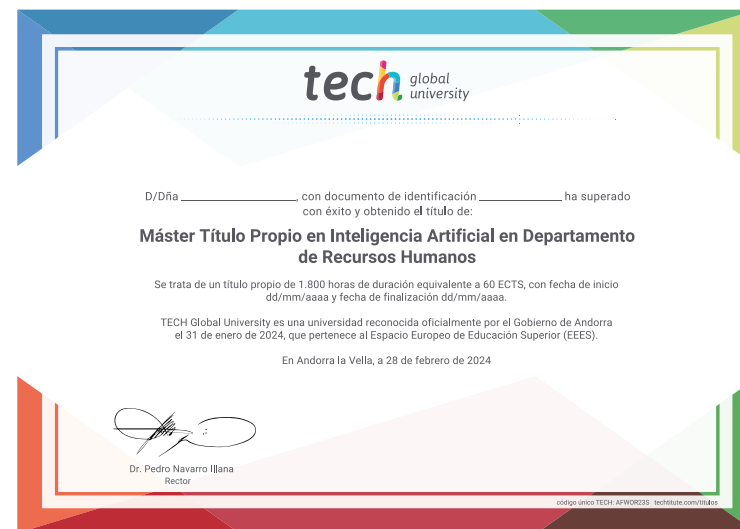 tech global
university
D/Dña ____________, con documento de identificación ____________ ha superado
con éxito y obtenido el título de:
Máster Título Propio en Inteligencia Artificial en Departamento
de Recursos Humanos
Se trata de un título propio de 1.800 horas de duración equivalente a 60 ECTS, con fecha de inicio
dd/mm/aaaa y fecha de finalización dd/mm/aaaa.
TECH Global University es una universidad reconocida oficialmente por el Gobierno de Andorra
el 31 de enero de 2024, que pertenece al Espacio Europeo de Educación Superior (EEES).
En Andorra la Vella, a 28 de febrero de 2024
Dr. Pedro Navarro Illana
Rector
código único TECH: AFWOR23S techtitute.com/titulos